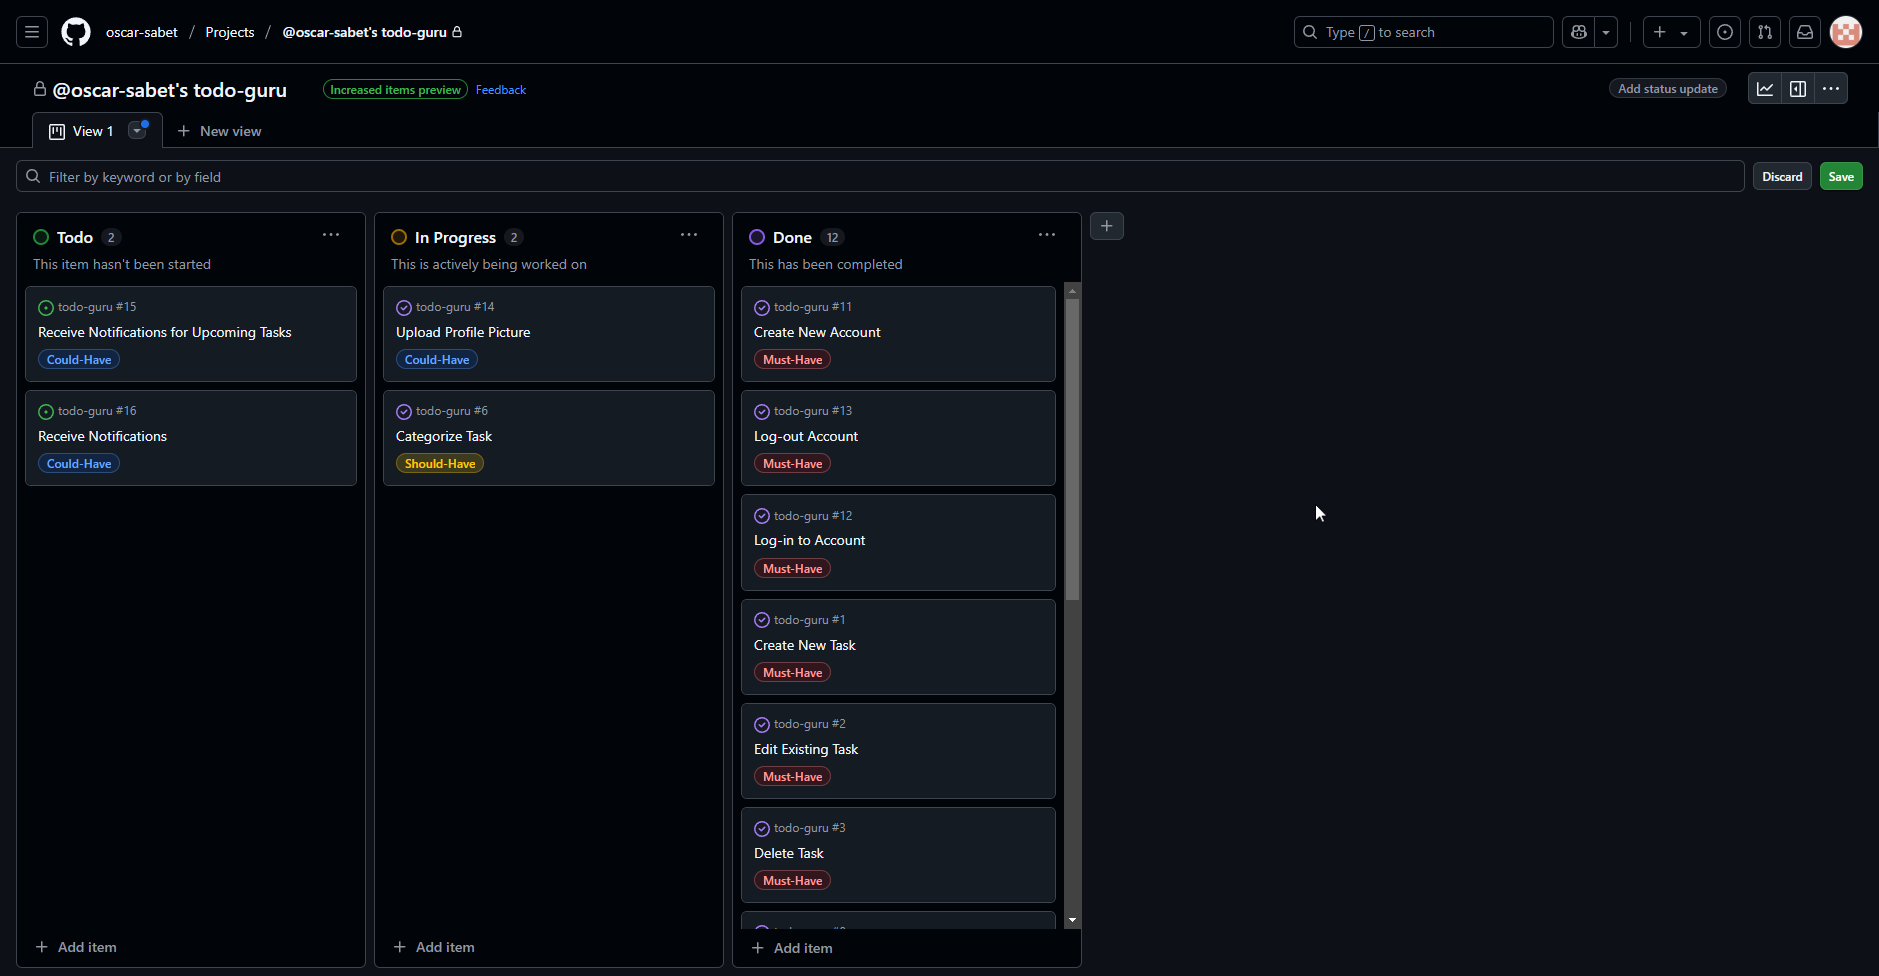 oscar-sabet / Projects / @oscar-sabet's todo-guru
Type / to search
@oscar-sabet's todo-guru
Increased items preview
Feedback
Add status update
View 1
New view
Filter by keyword or by field
Discard
Save
Todo 2
This item hasn't been started
todo-guru #15
Receive Notifications for Upcoming Tasks
Could-Have
todo-guru #16
Receive Notifications
Could-Have
Add item
In Progress 2
This is actively being worked on
todo-guru #14
Upload Profile Picture
Could-Have
todo-guru #6
Categorize Task
Should-Have
Add item
Done 12
This has been completed
todo-guru #11
Create New Account
Must-Have
todo-guru #13
Log-out Account
Must-Have
todo-guru #12
Log-in to Account
Must-Have
todo-guru #1
Create New Task
Must-Have
todo-guru #2
Edit Existing Task
Must-Have
todo-guru #3
Delete Task
Must-Have
Add item